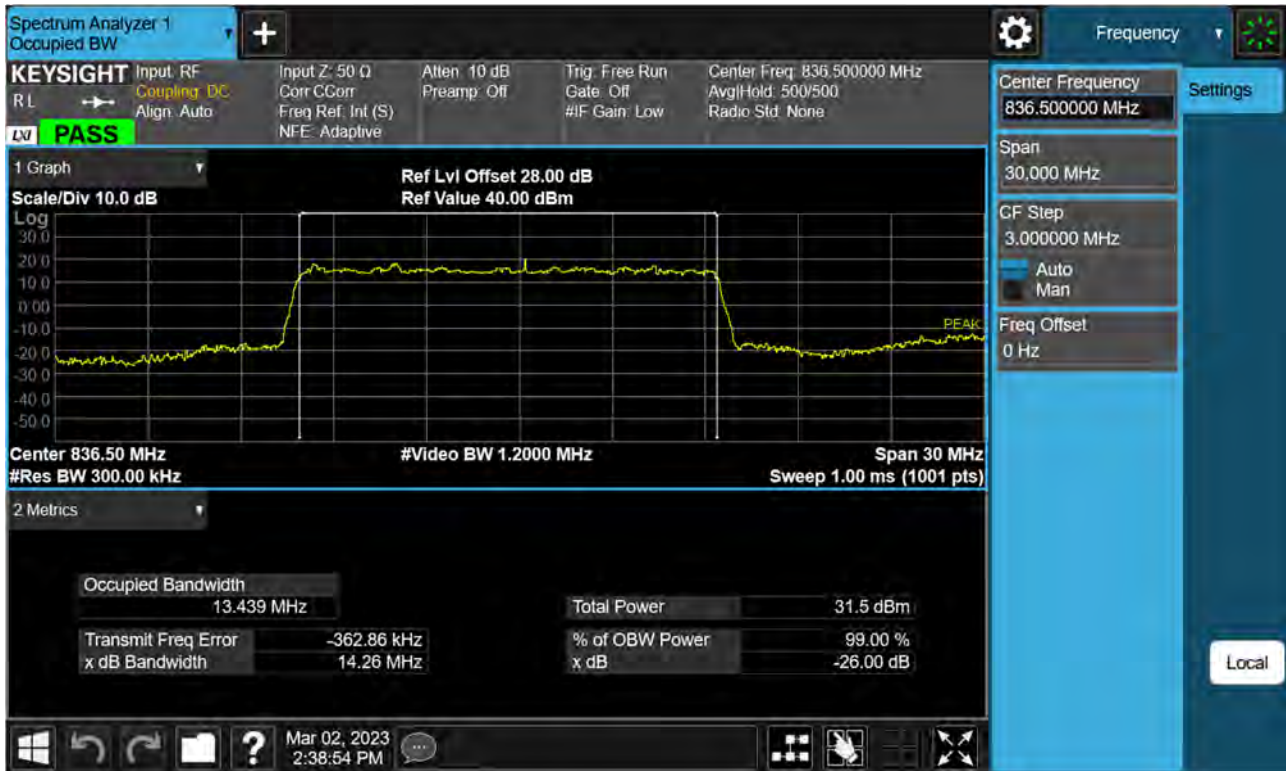 Spectrum Analyzer 1
Occupied BW
+
Frequency
KEYSIGHT
RL
LXI PASS
Input: RF
Coupling: DC
Align: Auto
Input Z: 50 Ω
Corr CCorr
Freq Ref: Int (S)
NFE: Adaptive
Atten: 10 dB
Preamp: Off
Trig: Free Run
Gate: Off
#IF Gain: Low
Center Freq: 836.500000 MHz
Avg|Hold: 500/500
Radio Std: None
Center Frequency
836.500000 MHz
Settings
Span
30.000 MHz
CF Step
3.000000 MHz
Auto
Man
Freq Offset
0 Hz
Local
1 Graph
Scale/Div 10.0 dB
Ref Lvl Offset 28.00 dB
Ref Value 40.00 dBm
Log
30.0
20.0
10.0
0.00
-10.0
-20.0
-30.0
-40.0
-50.0
PEAK
Center 836.50 MHz
#Video BW 1.2000 MHz
Span 30 MHz
#Res BW 300.00 kHz
Sweep 1.00 ms (1001 pts)
2 Metrics
Occupied Bandwidth
13.439 MHz
Transmit Freq Error -362.86 kHz
x dB Bandwidth 14.26 MHz
Total Power 31.5 dBm
% of OBW Power 99.00 %
x dB -26.00 dB
?
Mar 02, 2023
2:38:54 PM